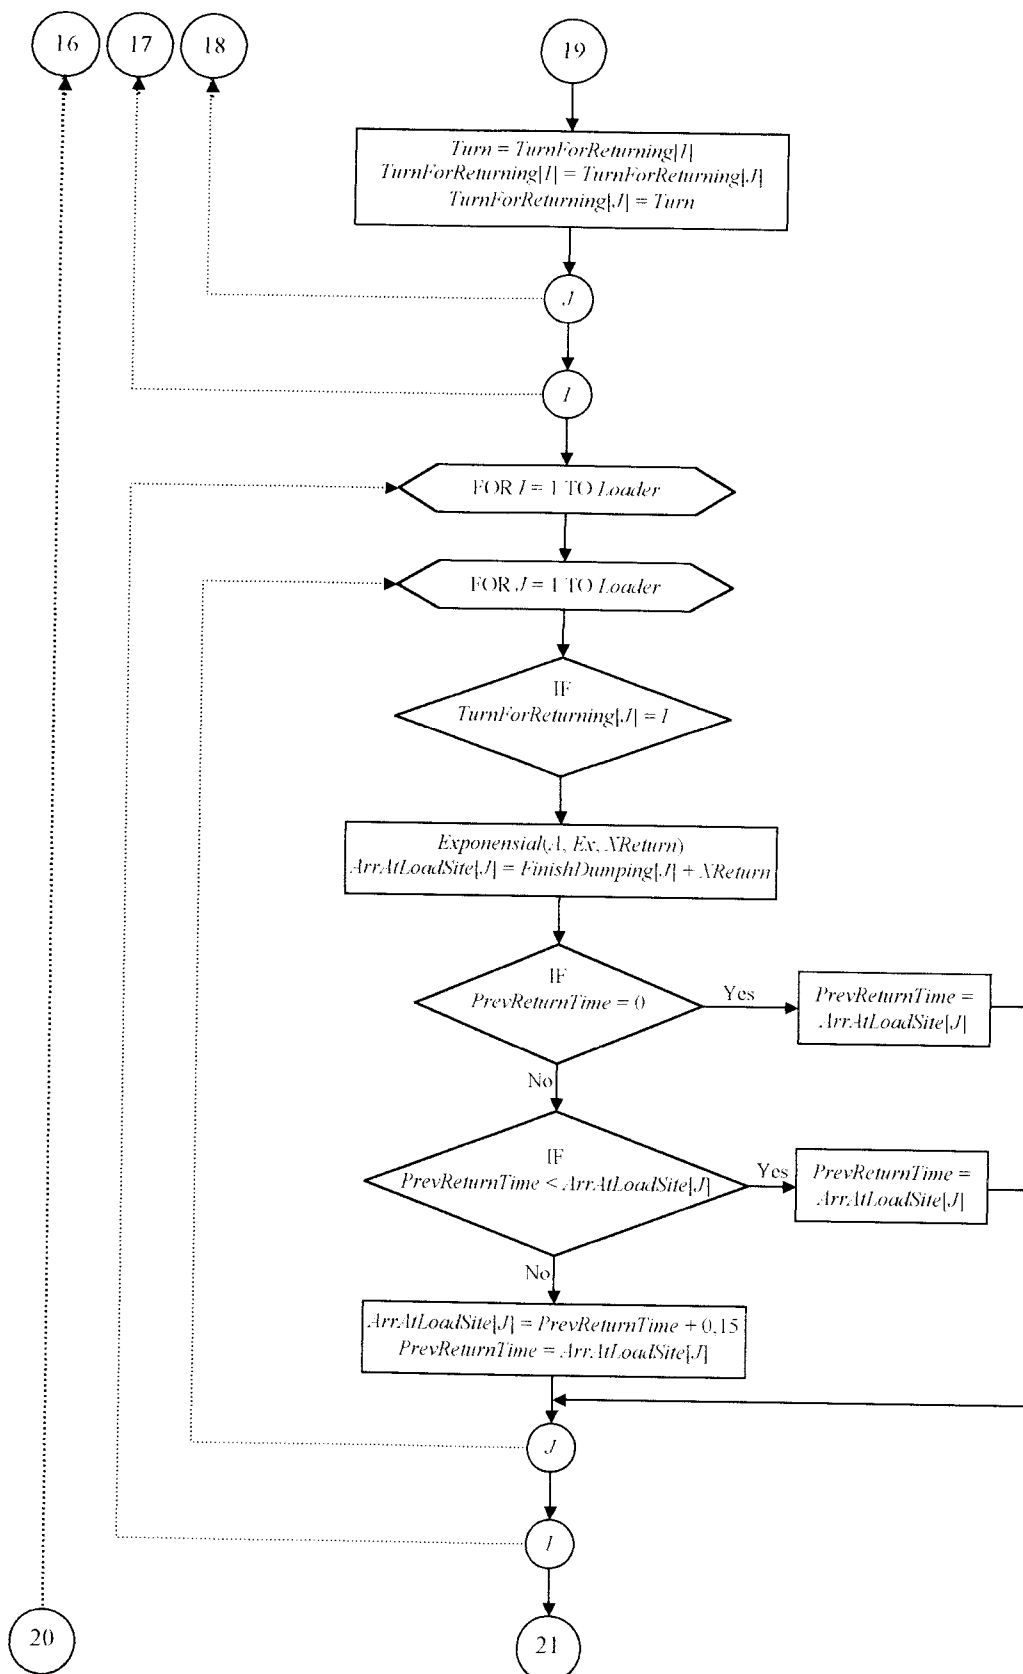 16 17 18 19
Turn = TurnForReturning[I]
TurnForReturning[I] = TurnForReturning[J]
TurnForReturning[J] = Turn
J
I
FOR I = 1 TO Loader
FOR J = 1 TO Loader
IF
TurnForReturning[J] = I
Exponensial(A, Ex, XReturn)
ArrAtLoadSite[J] = FinishDumping[J] + XReturn
IF
PrevReturnTime = 0
Yes
PrevReturnTime =
ArrAtLoadSite[J]
No
IF
PrevReturnTime < ArrAtLoadSite[J]
Yes
PrevReturnTime =
ArrAtLoadSite[J]
No
ArrAtLoadSite[J] = PrevReturnTime + 0,15
PrevReturnTime = ArrAtLoadSite[J]
J
I
20
21